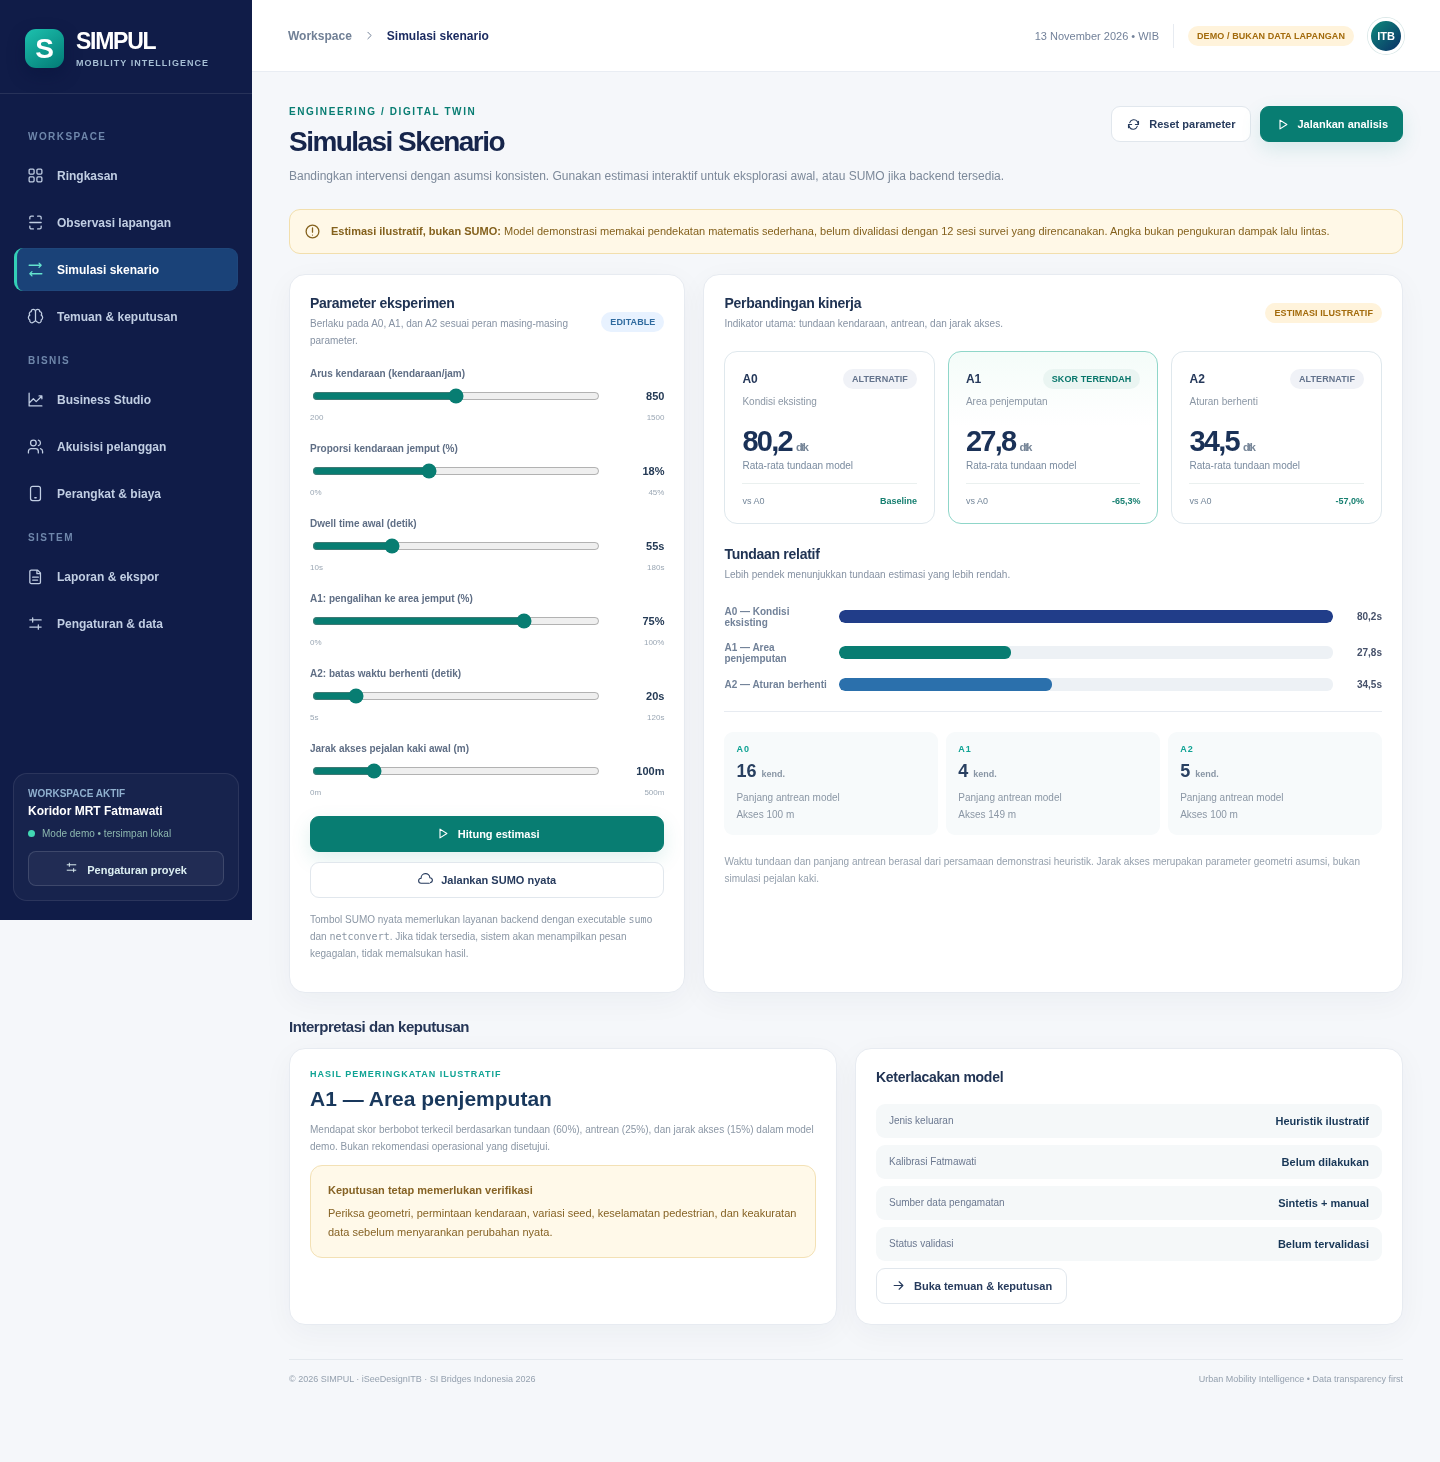 S
SIMPUL
MOBILITY INTELLIGENCE
WORKSPACE
Ringkasan
Observasi lapangan
Simulasi skenario
Temuan & keputusan
BISNIS
Business Studio
Akuisisi pelanggan
Perangkat & biaya
SISTEM
Laporan & ekspor
Pengaturan & data
WORKSPACE AKTIF
Koridor MRT Fatmawati
Mode demo • tersimpan lokal
Pengaturan proyek
Workspace
Simulasi skenario
13 November 2026 • WIB
DEMO / BUKAN DATA LAPANGAN
ITB
ENGINEERING / DIGITAL TWIN
Simulasi Skenario
Bandingkan intervensi dengan asumsi konsisten. Gunakan estimasi interaktif untuk eksplorasi awal, atau SUMO jika backend tersedia.
Reset parameter
Jalankan analisis
Estimasi ilustratif, bukan SUMO: Model demonstrasi memakai pendekatan matematis sederhana, belum divalidasi dengan 12 sesi survei yang direncanakan. Angka bukan pengukuran dampak lalu lintas.
Parameter eksperimen
Berlaku pada A0, A1, dan A2 sesuai peran masing-masing
parameter.
EDITABLE
Arus kendaraan (kendaraan/jam)
850
200
1500
Proporsi kendaraan jemput (%)
18%
0%
45%
Dwell time awal (detik)
55s
10s
180s
A1: pengalihan ke area jemput (%)
75%
0%
100%
A2: batas waktu berhenti (detik)
20s
5s
120s
Jarak akses pejalan kaki awal (m)
100m
0m
500m
Hitung estimasi
Jalankan SUMO nyata
Tombol SUMO nyata memerlukan layanan backend dengan executable sumo
dan netconvert. Jika tidak tersedia, sistem akan menampilkan pesan
kegagalan, tidak memalsukan hasil.
Perbandingan kinerja
Indikator utama: tundaan kendaraan, antrean, dan jarak akses.
ESTIMASI ILUSTRATIF
A0
ALTERNATIF
Kondisi eksisting
80,2 dtk
Rata-rata tundaan model
vs A0
Baseline
A1
SKOR TERENDAH
Area penjemputan
27,8 dtk
Rata-rata tundaan model
vs A0
-65,3%
A2
ALTERNATIF
Aturan berhenti
34,5 dtk
Rata-rata tundaan model
vs A0
-57,0%
Tundaan relatif
Lebih pendek menunjukkan tundaan estimasi yang lebih rendah.
A0 — Kondisi
eksisting
80,2s
A1 — Area
penjemputan
27,8s
A2 — Aturan berhenti
34,5s
A0
16 kend.
Panjang antrean model
Akses 100 m
A1
4 kend.
Panjang antrean model
Akses 149 m
A2
5 kend.
Panjang antrean model
Akses 100 m
Waktu tundaan dan panjang antrean berasal dari persamaan demonstrasi heuristik. Jarak akses merupakan parameter geometri asumsi, bukan
simulasi pejalan kaki.
Interpretasi dan keputusan
HASIL PEMERINGKATAN ILUSTRATIF
A1 — Area penjemputan
Mendapat skor berbobot terkecil berdasarkan tundaan (60%), antrean (25%), dan jarak akses (15%) dalam model
demo. Bukan rekomendasi operasional yang disetujui.
Keputusan tetap memerlukan verifikasi
Periksa geometri, permintaan kendaraan, variasi seed, keselamatan pedestrian, dan keakuratan
data sebelum menyarankan perubahan nyata.
Keterlacakan model
Jenis keluaran
Heuristik ilustratif
Kalibrasi Fatmawati
Belum dilakukan
Sumber data pengamatan
Sintetis + manual
Status validasi
Belum tervalidasi
Buka temuan & keputusan
© 2026 SIMPUL · iSeeDesignITB · SI Bridges Indonesia 2026
Urban Mobility Intelligence • Data transparency first